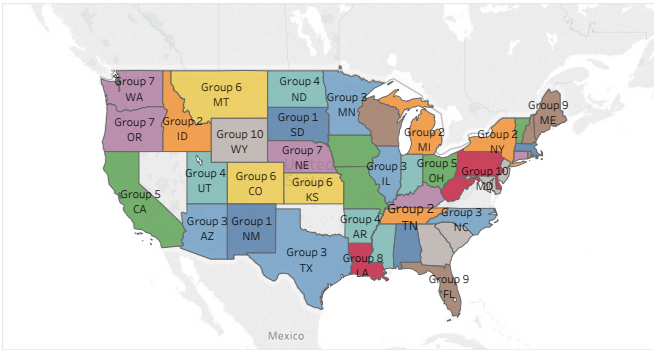 Group 7
WA
Group 6
MT
Group 4
ND
Group 3
MN
Group 9
ME
Group 7
OR
Group 2
ID
Group 1
SD
Group 2
MI
Group 2
NY
Group 10
WY
Group 7
NE
United
Group 5
OH
Group 10
MD
Group 5
CA
Group 4
UT
Group 6
CO
Group 6
KS
Group 3
IL
Group 3
AZ
Group 1
NM
Group 4
AR
Group 2
TN
Group 3
NC
Group 3
TX
Group 8
LA
Group 9
FL
Mexico